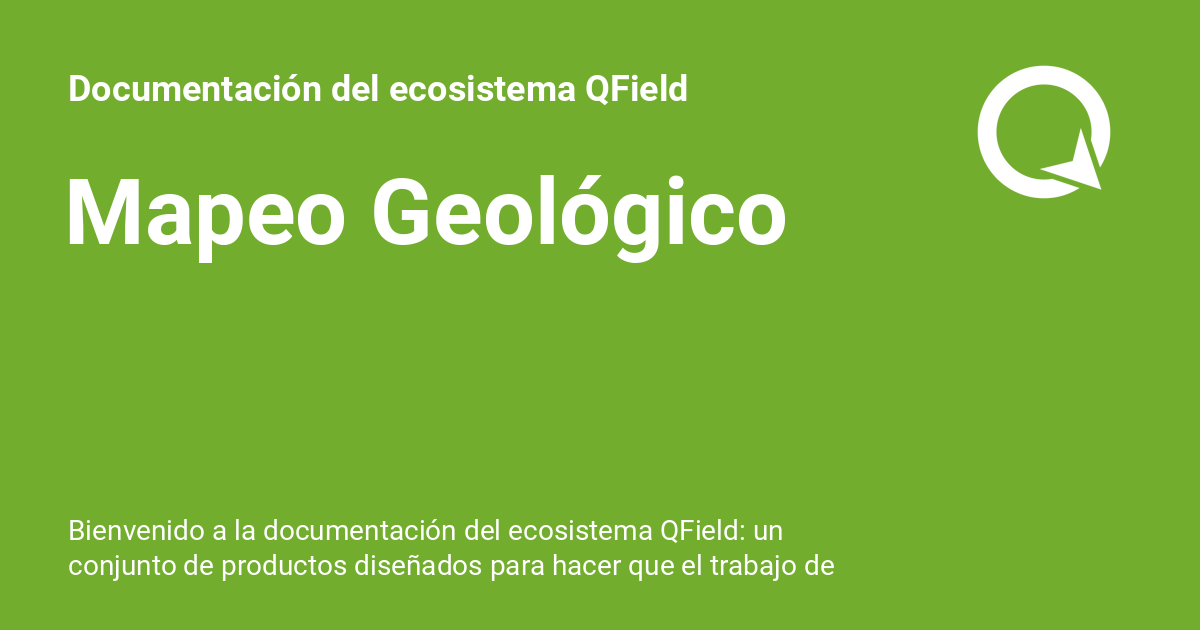 Documentación del ecosistema QField
Mapeo Geológico
Bienvenido a la documentación del ecosistema QField: un
conjunto de productos diseñados para hacer que el trabajo de